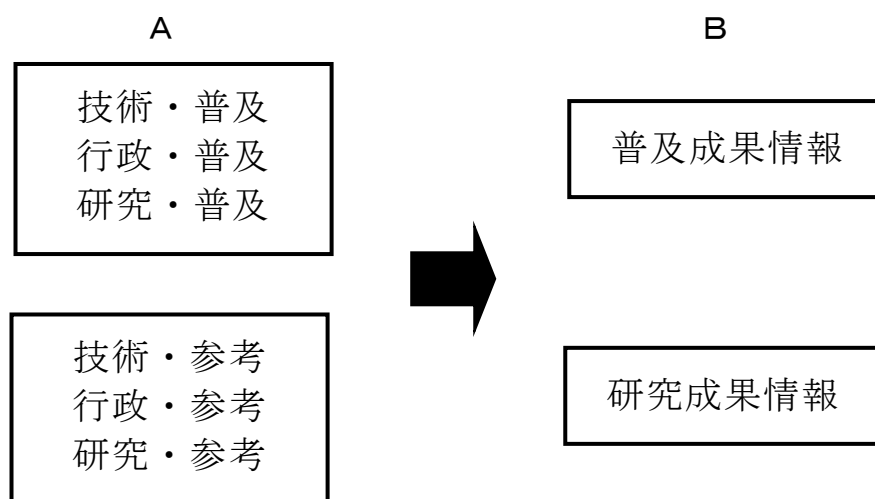 A
B
技術・普及
行政・普及
研究・普及
普及成果情報
技術・参考
行政・参考
研究・参考
研究成果情報